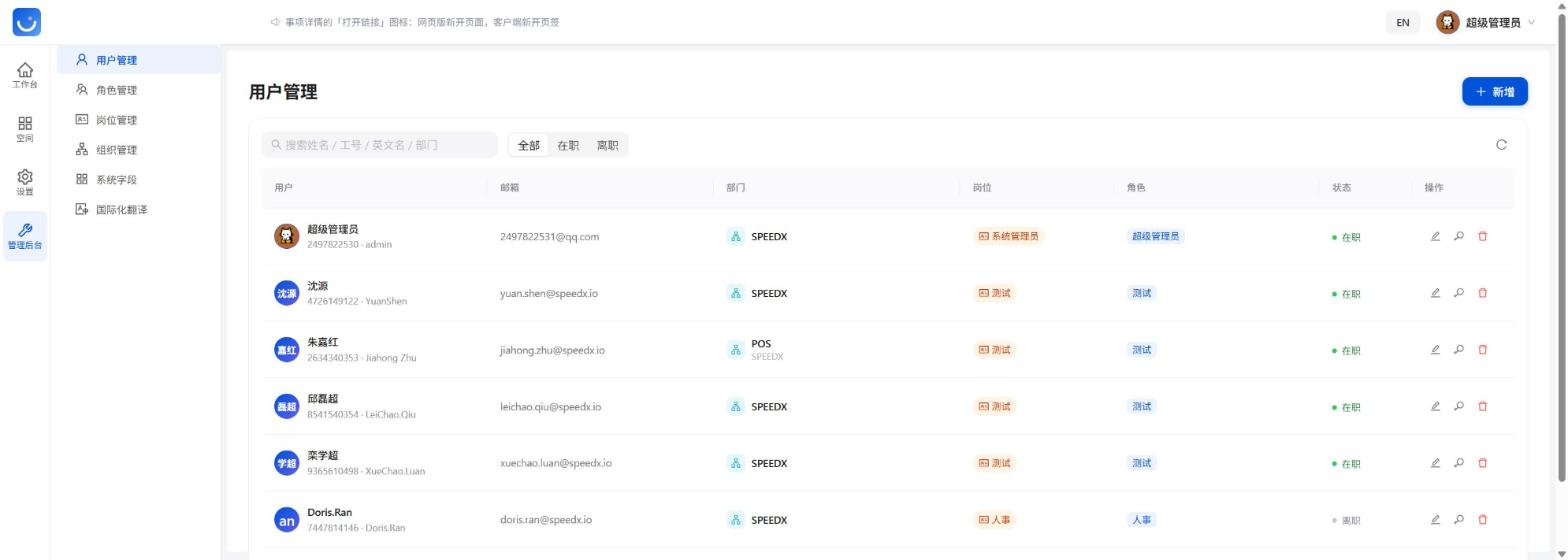 事项详情的「打开链接」图标：网页版新开页面，客户端新开页签
EN
超级管理员
工作台
空间
设置
管理后台
用户管理
角色管理
岗位管理
组织管理
系统字段
国际化翻译
用户管理
新增
搜索姓名 / 工号 / 英文名 / 部门
全部 在职 离职
用户 邮箱 部门 岗位 角色 状态 操作
超级管理员
2497822530 · admin
2497822531@qq.com
SPEEDX
系统管理员
超级管理员
在职
沈源
沈源
4726149122 · YuanShen
yuan.shen@speedx.io
SPEEDX
测试
测试
在职
嘉红
朱嘉红
2634340353 · Jiahong Zhu
jiahong.zhu@speedx.io
POS
SPEEDX
测试
测试
在职
磊超
邱磊超
8541540354 · LeiChao.Qiu
leichao.qiu@speedx.io
SPEEDX
测试
测试
在职
学超
栾学超
9365610498 · XueChao.Luan
xuechao.luan@speedx.io
SPEEDX
测试
测试
在职
an
Doris.Ran
7447814146 · Doris.Ran
doris.ran@speedx.io
SPEEDX
人事
人事
离职